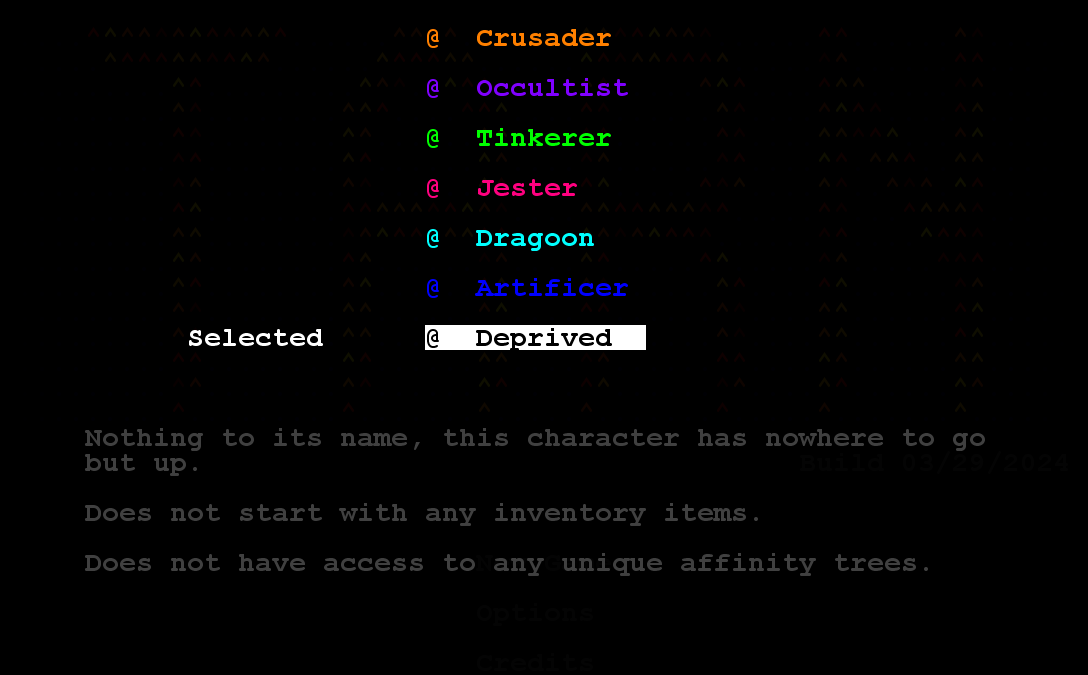 @ Crusader
@ Occultist
@ Tinkerer
@ Jester
@ Dragoon
@ Artificer
Selected @ Deprived
Nothing to its name, this character has nowhere to go
but up.
Build 03/29/2024
Does not start with any inventory items.
Does not have access to any unique affinity trees.
Options
Credits